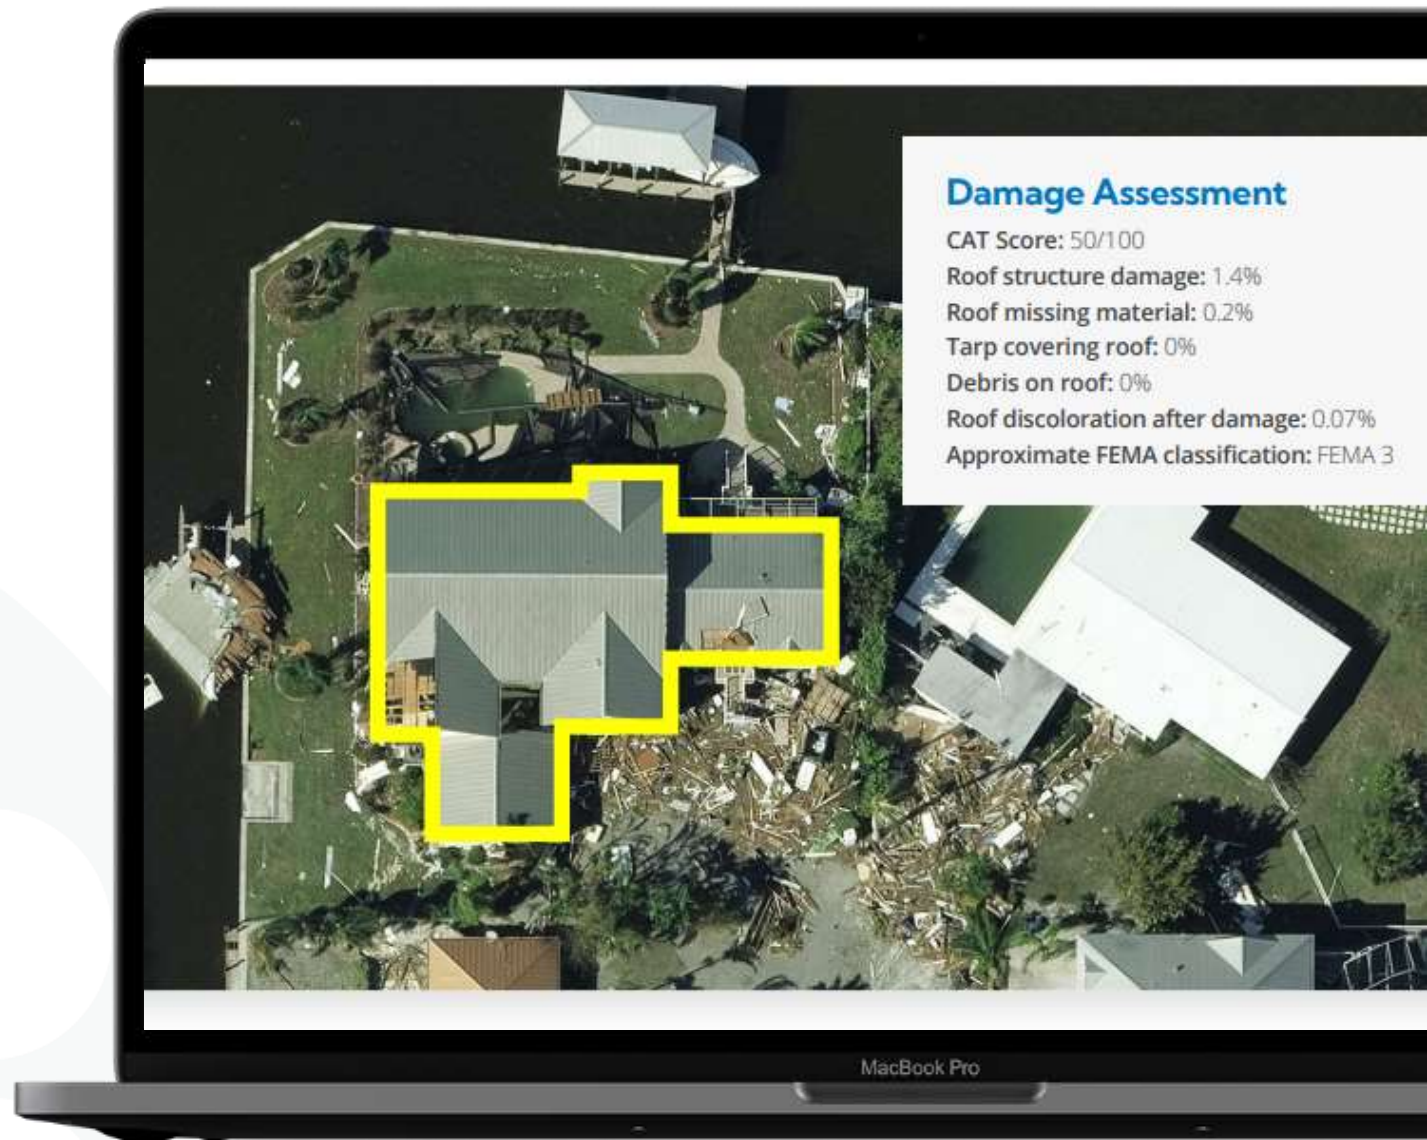 Damage Assessment
CAT Score: 50/100
Roof structure damage: 1.4%
Roof missing material: 0.2%
Tarp covering roof: 0%
Debris on roof: 0%
Roof discoloration after damage: 0.07%
Approximate FEMA classification: FEMA 3
MacBook Pro